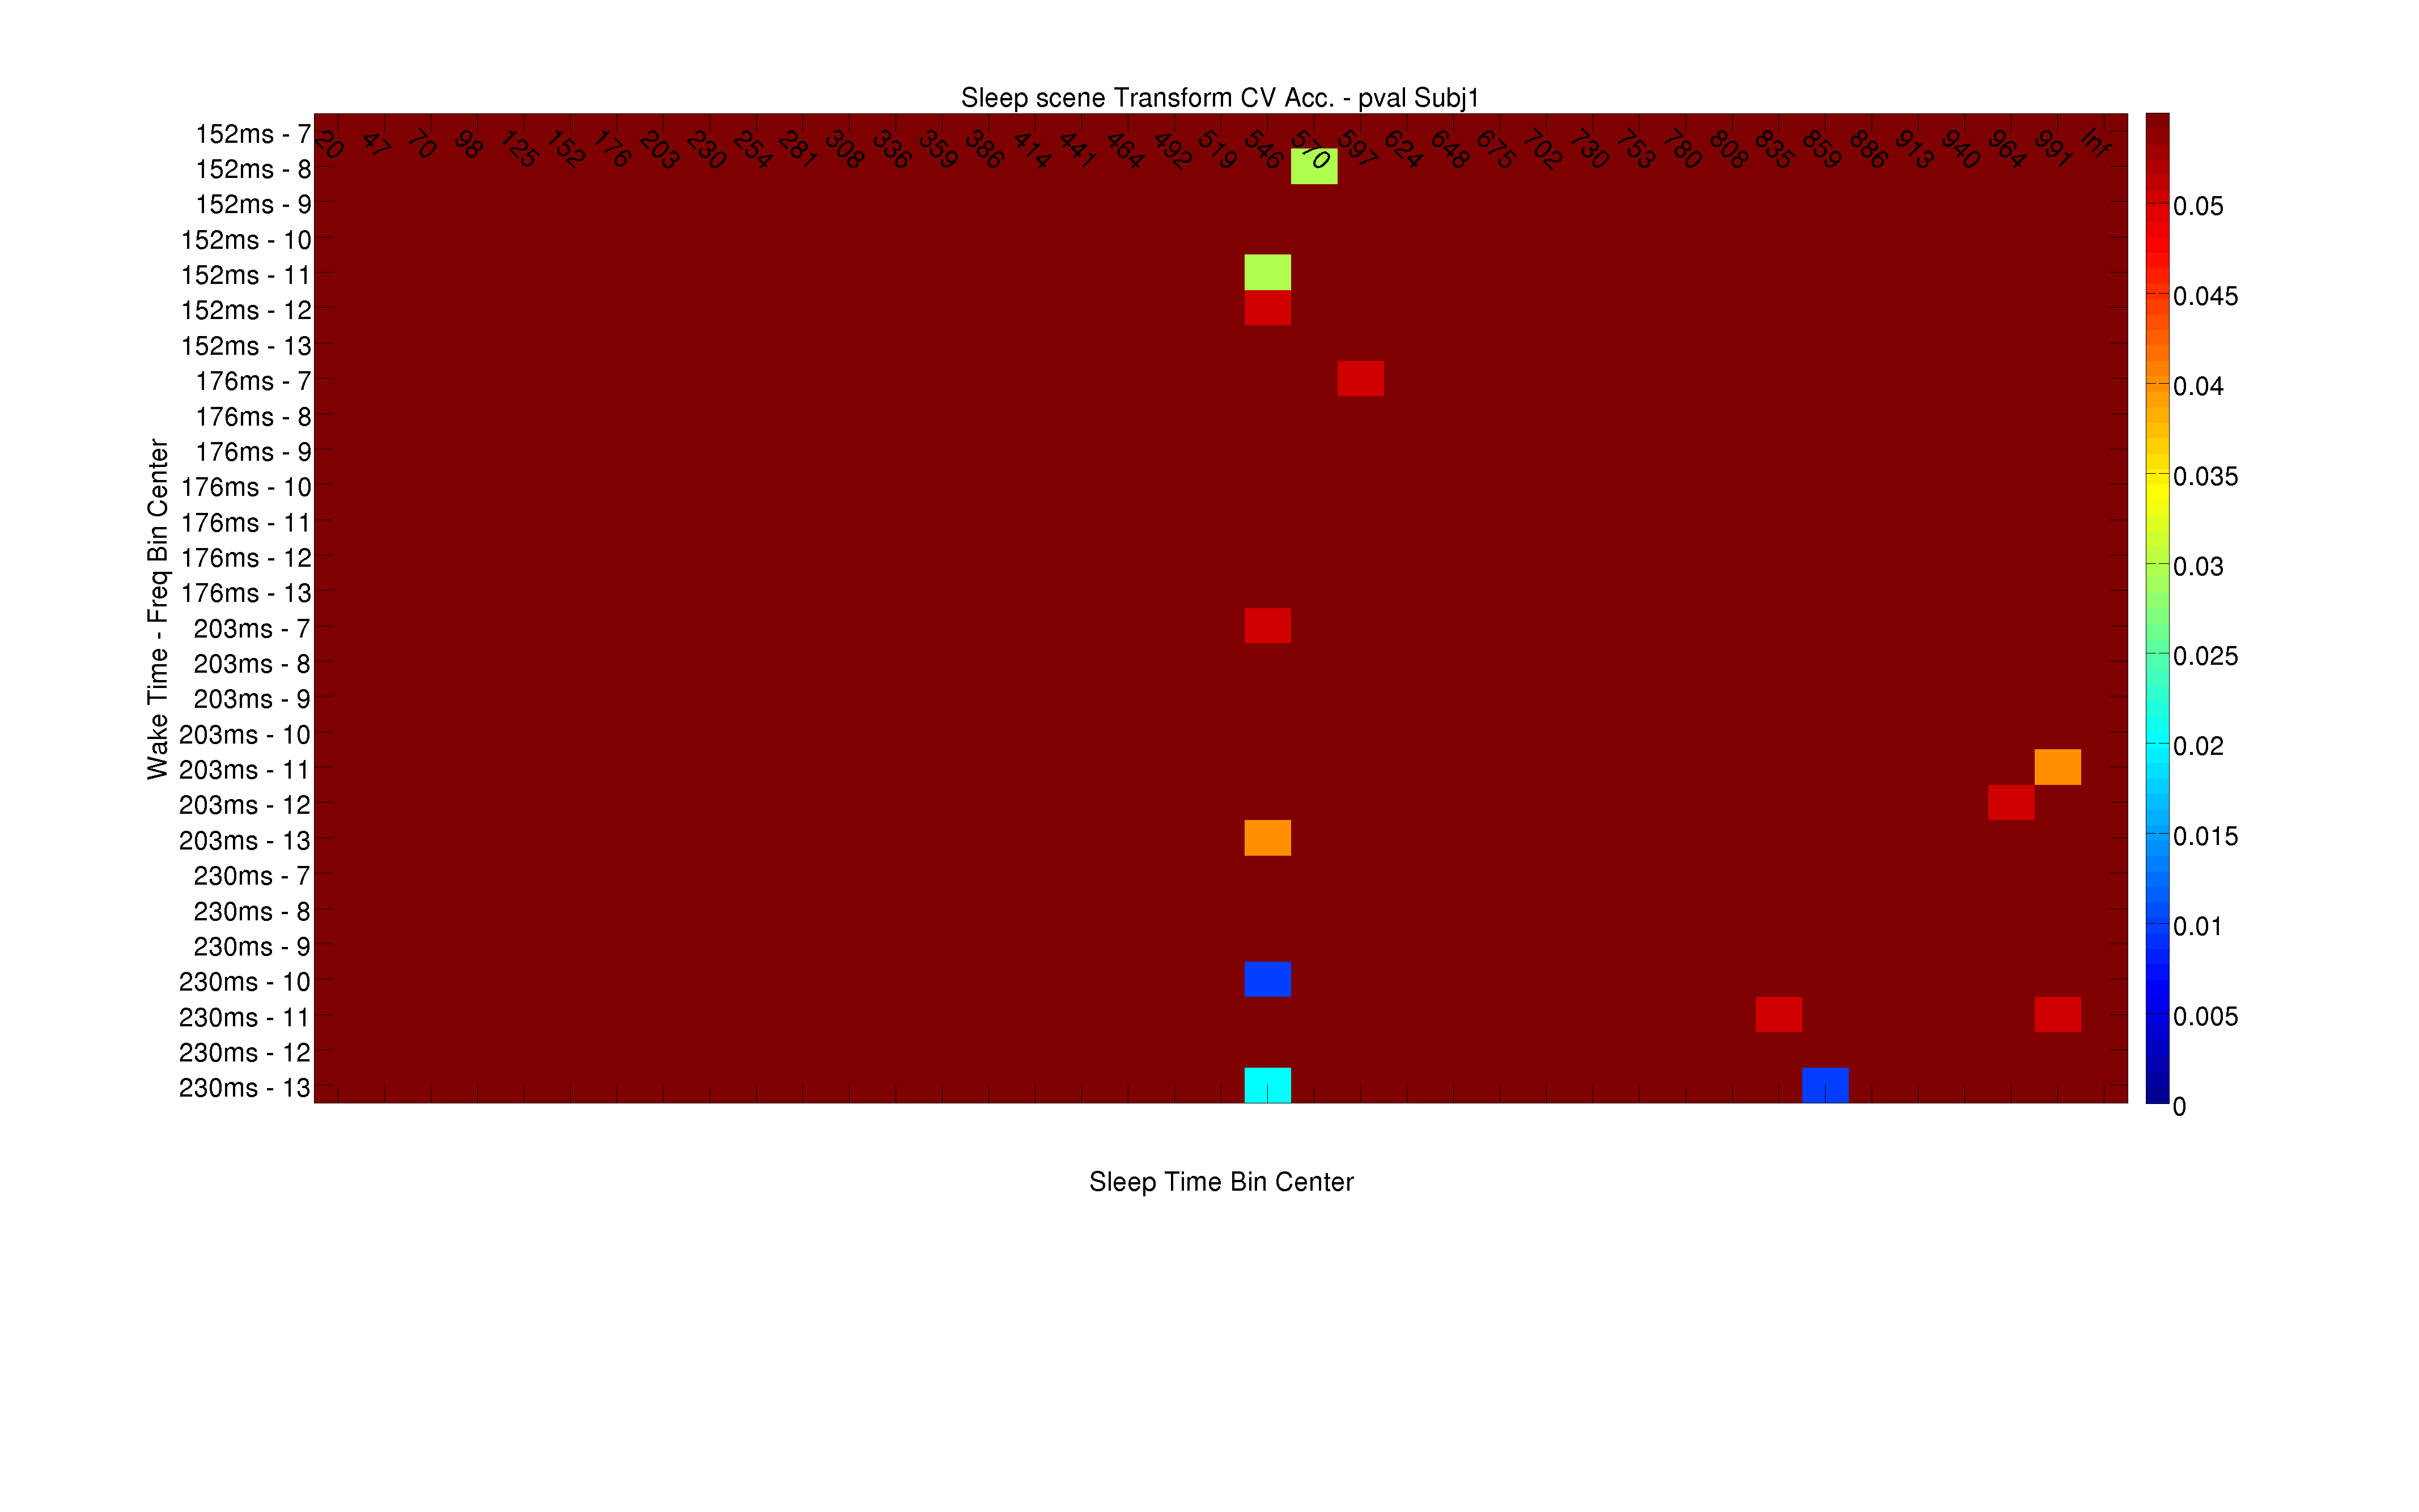 Sleep scene Transform CV Acc. - pval Subj1
20 47 70 98 125 152 176 203 230 254 281 308 336 359 386 414 441 464 492 519 546 570 597 624 648 675 702 730 753 780 808 835 859 886 913 940 964 991 Inf
Wake Time - Freq Bin Center
152ms - 7
152ms - 8
152ms - 9
152ms - 10
152ms - 11
152ms - 12
152ms - 13
176ms - 7
176ms - 8
176ms - 9
176ms - 10
176ms - 11
176ms - 12
176ms - 13
203ms - 7
203ms - 8
203ms - 9
203ms - 10
203ms - 11
203ms - 12
203ms - 13
230ms - 7
230ms - 8
230ms - 9
230ms - 10
230ms - 11
230ms - 12
230ms - 13
0.05
0.045
0.04
0.035
0.03
0.025
0.02
0.015
0.01
0.005
0
Sleep Time Bin Center